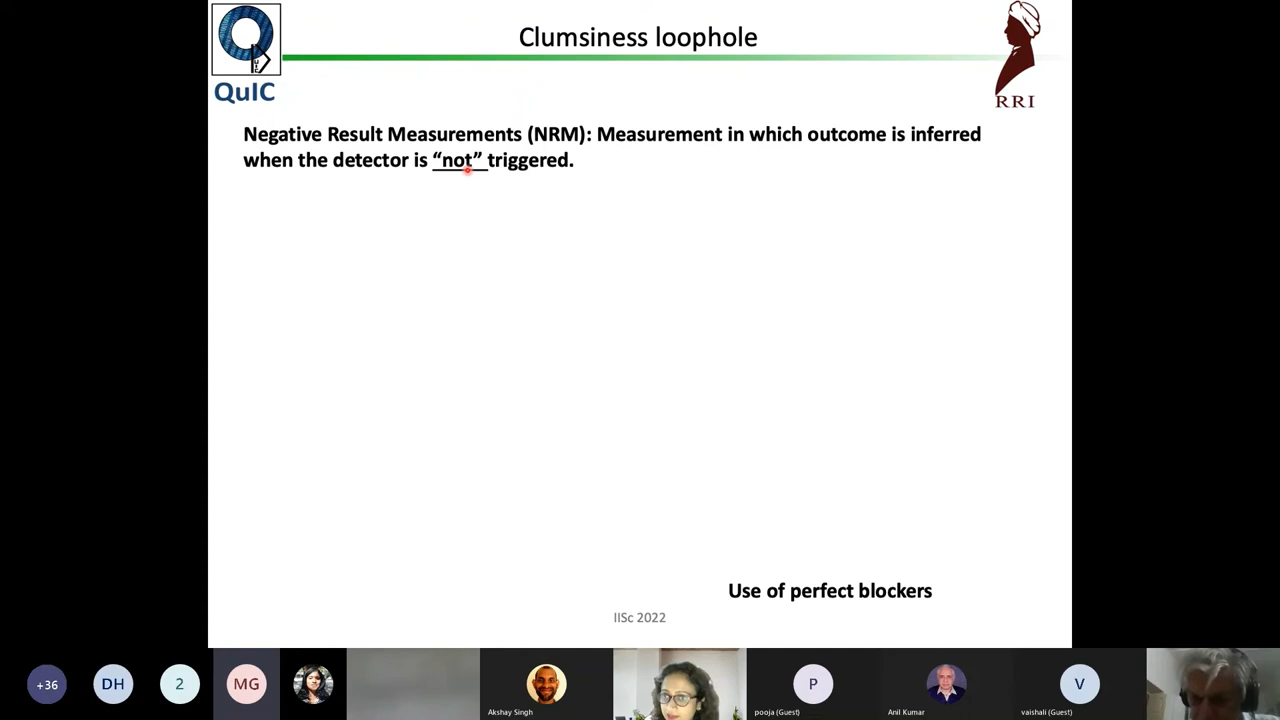 Clumsiness loophole
QuIC
RRI
Negative Result Measurements (NRM): Measurement in which outcome is inferred
when the detector is “not” triggered.
Use of perfect blockers
IISc 2022
+36
DH
2
MG
P
V
Akshay Singh
pooja (Guest)
Anil Kumar
vaishali (Guest)